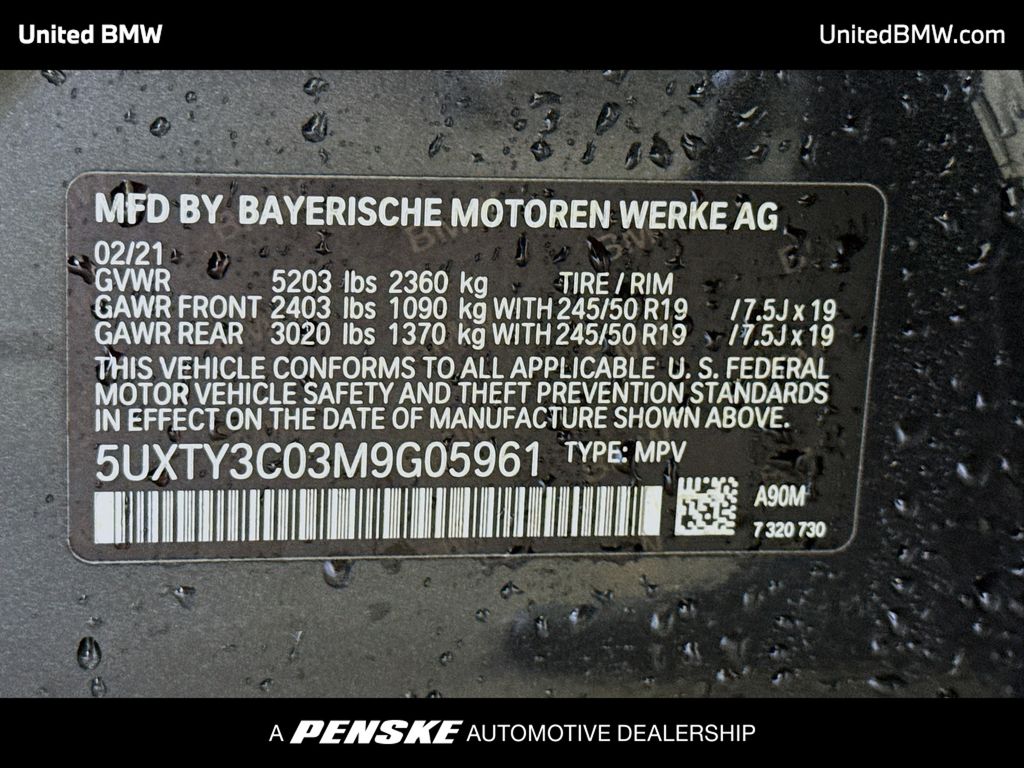 United BMW
UnitedBMW.com
MFD BY BAYERISCHE MOTOREN WERKE AG
02/21
GVWR 5203 lbs 2360 kg TIRE / RIM
GAWR FRONT 2403 lbs 1090 kg WITH 245/50 R19 /7.5J x 19
GAWR REAR 3020 lbs 1370 kg WITH 245/50 R19 /7.5J x 19
THIS VEHICLE CONFORMS TO ALL APPLICABLE U. S. FEDERAL
MOTOR VEHICLE SAFETY AND THEFT PREVENTION STANDARDS
IN EFFECT ON THE DATE OF MANUFACTURE SHOWN ABOVE.
5UXTY3C03M9G05961 TYPE: MPV
A90M
7 320 730
A PENSKE AUTOMOTIVE DEALERSHIP